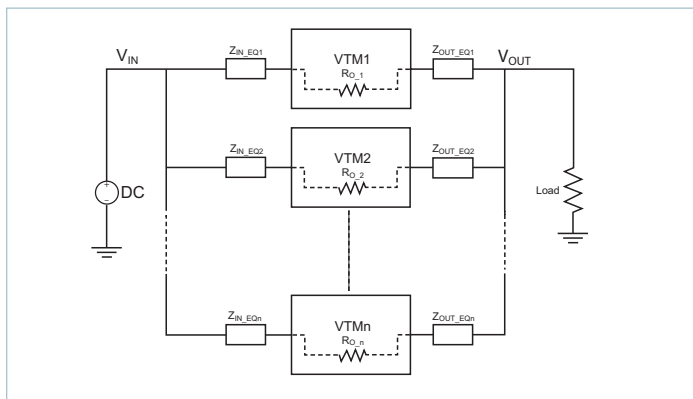 V_IN Z_IN_EQ1 VTM1 Z_OUT_EQ1 V_OUT
R_O_1
Z_IN_EQ2 VTM2 Z_OUT_EQ2
R_O_2
+
DC
–
Load
Z_IN_EQn VTMn Z_OUT_EQn
R_O_n